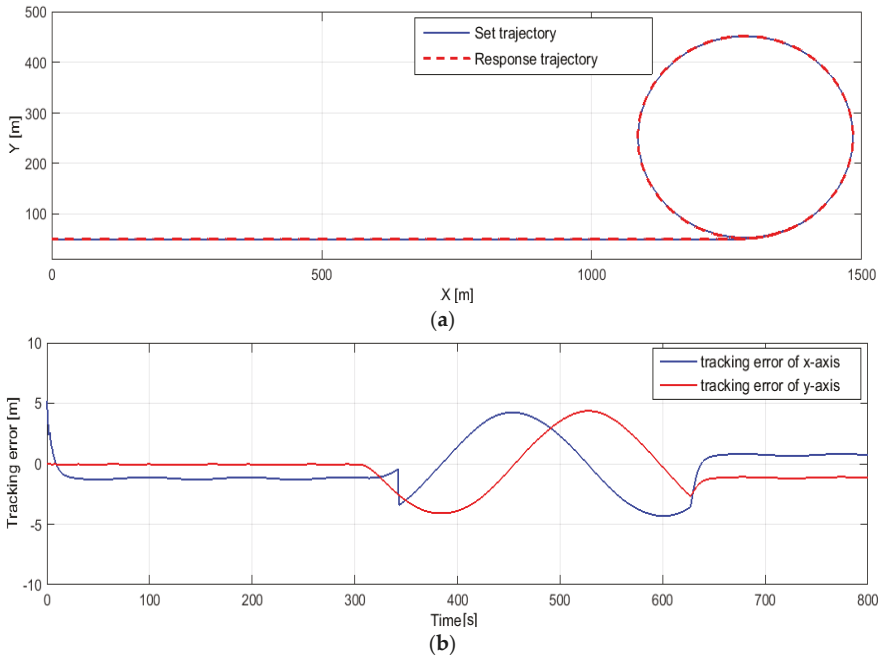 500
400
300
200
100
Y [m]
Set trajectory
Response trajectory
0
500
1000
1500
X [m]
(a)
10
5
0
-5
-10
Tracking error [m]
tracking error of x-axis
tracking error of y-axis
0
100
200
300
400
500
600
700
800
Time[s]
(b)